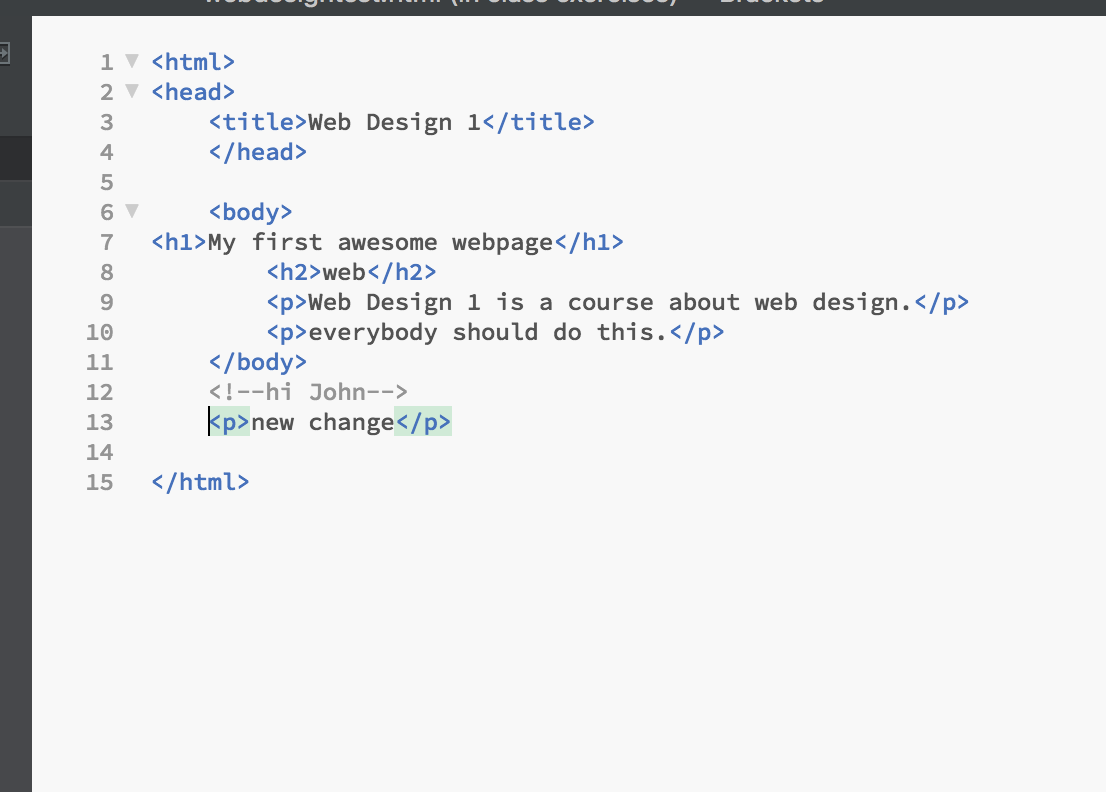 1 <html>
2 <head>
3 <title>Web Design 1</title>
4 </head>
5
6 <body>
7 <h1>My first awesome webpage</h1>
8 <h2>web</h2>
9 <p>Web Design 1 is a course about web design.</p>
10 <p>everybody should do this.</p>
11 </body>
12 <!--hi John-->
13 <p>new change</p>
14
15 </html>